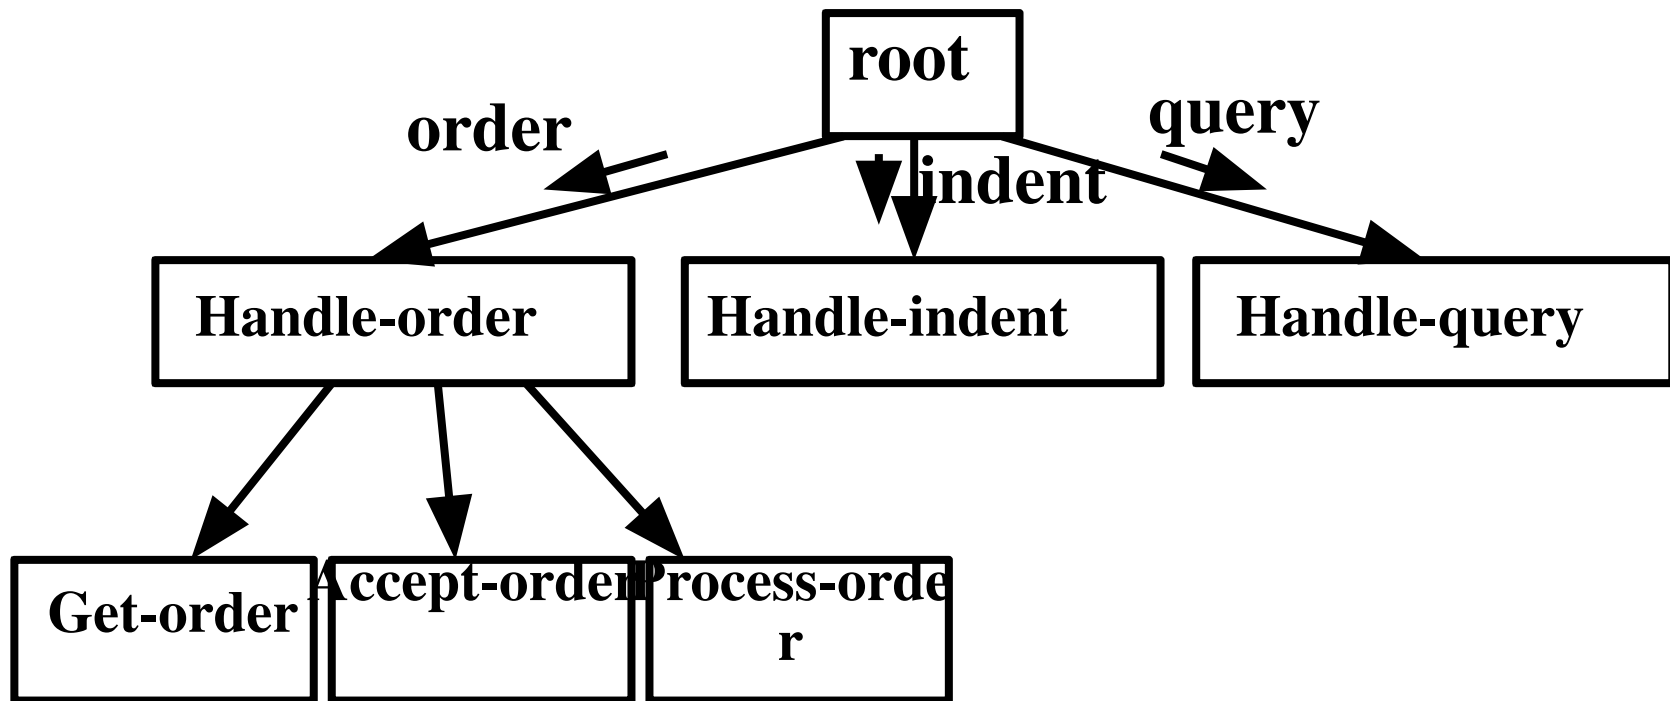 root
order
query
indent
Handle-order
Handle-indent
Handle-query
Get-order
Accept-order
Process-orde
r